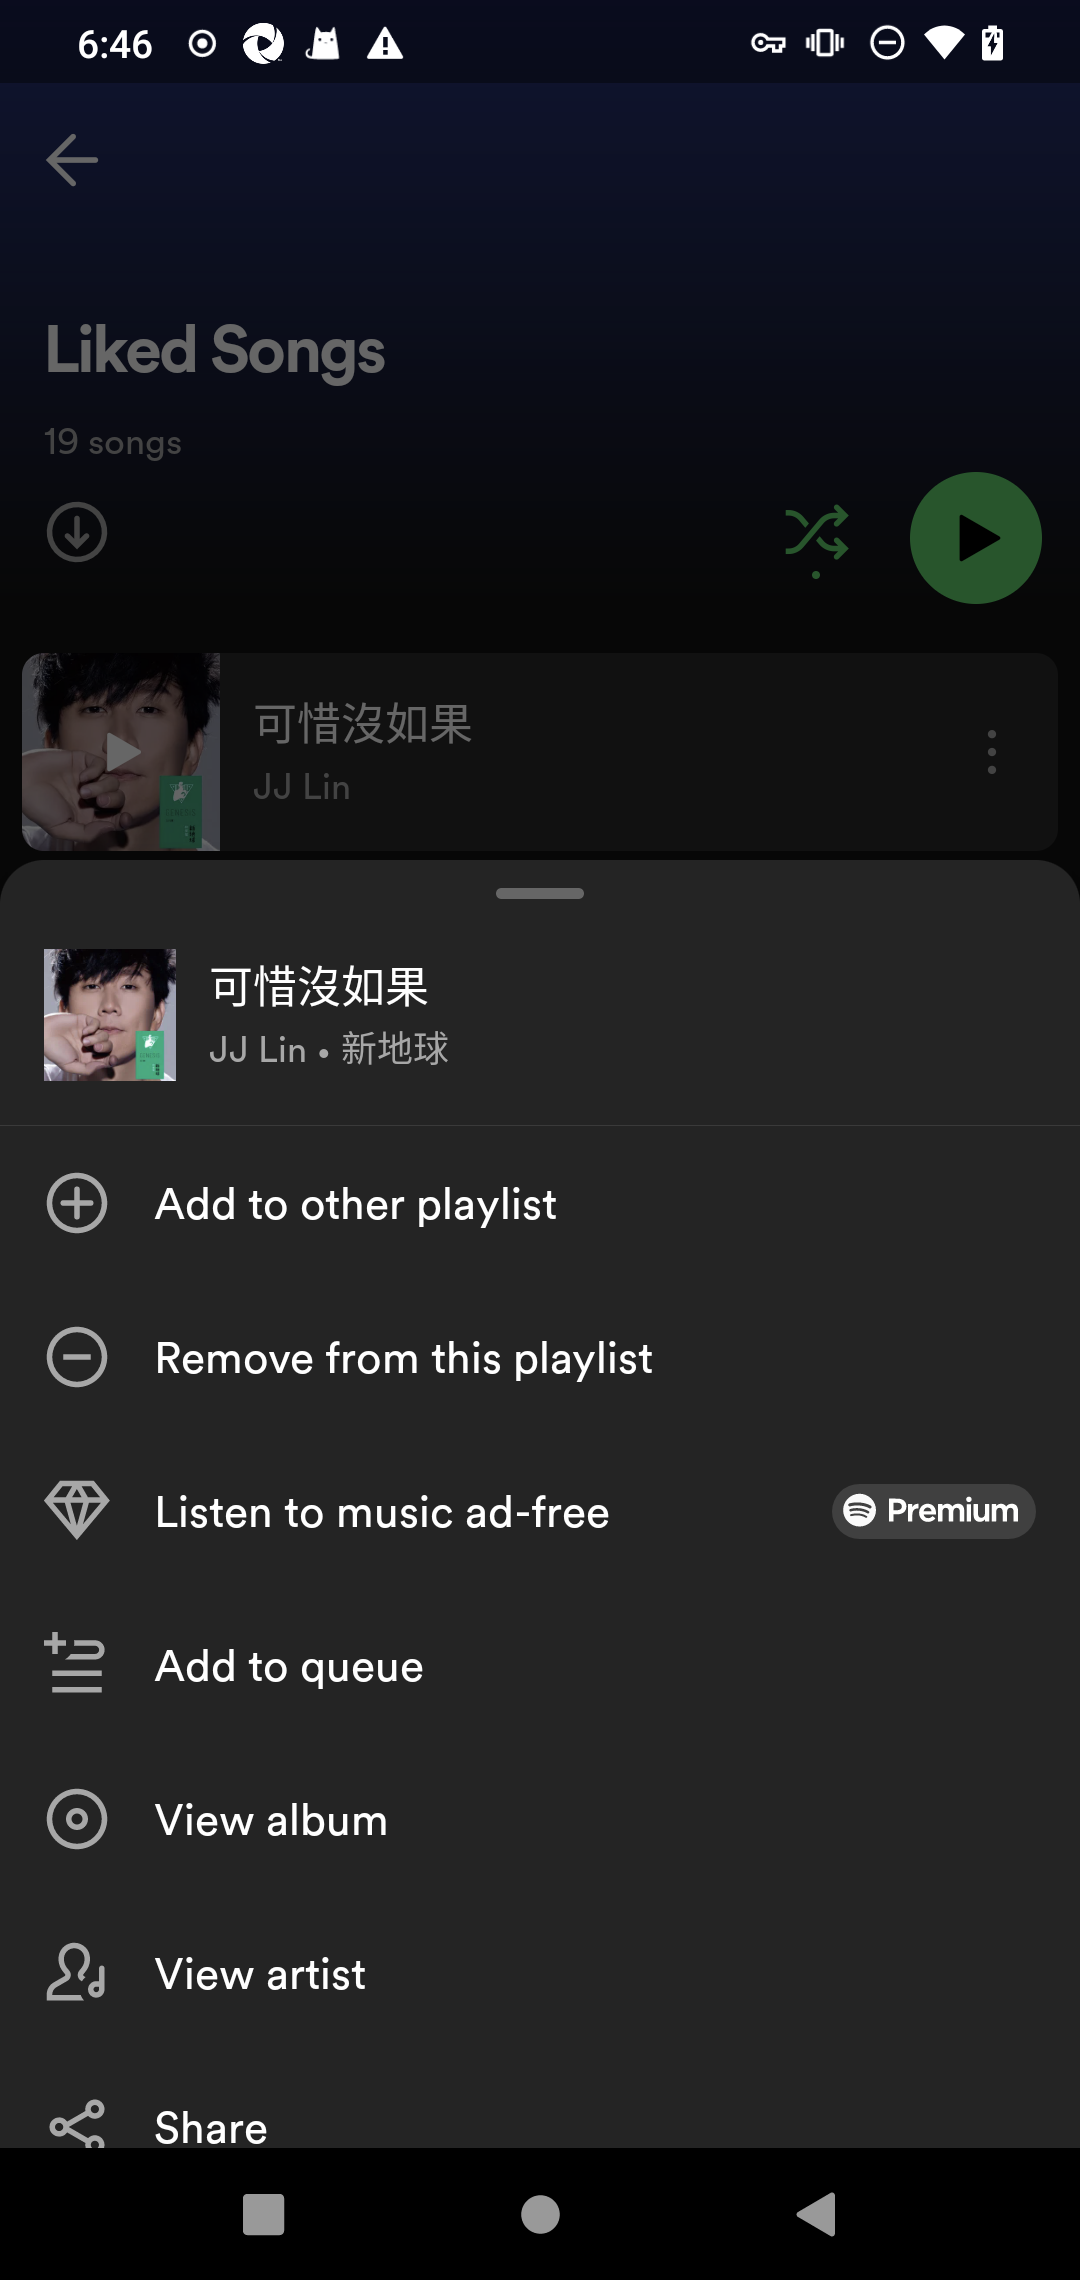 6:46
Liked Songs
19 songs
可惜沒如果
JJ Lin
可惜沒如果
JJ Lin • 新地球
Add to other playlist
Remove from this playlist
Listen to music ad-free
Premium
Add to queue
View album
View artist
Share